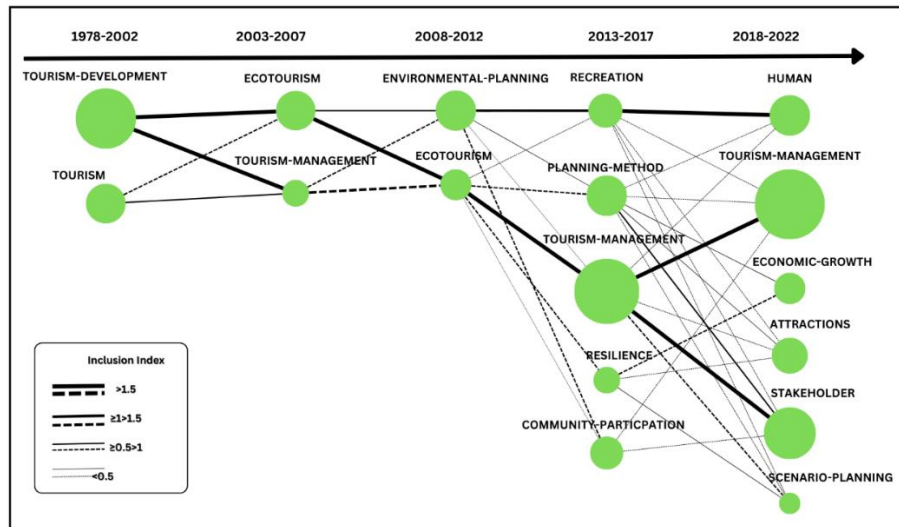 1978-2002 2003-2007 2008-2012 2013-2017 2018-2022
TOURISM-DEVELOPMENT ECOTOURISM ENVIRONMENTAL-PLANNING RECREATION HUMAN
TOURISM TOURISM-MANAGEMENT ECOTOURISM PLANNING-METHOD TOURISM-MANAGEMENT
TOURISM-MANAGEMENT ECONOMIC-GROWTH
RESILIENCE ATTRACTIONS
COMMUNITY-PARTICPATION STAKEHOLDER
SCENARIO-PLANNING
Inclusion Index
>1.5
≥1>1.5
≥0.5>1
<0.5